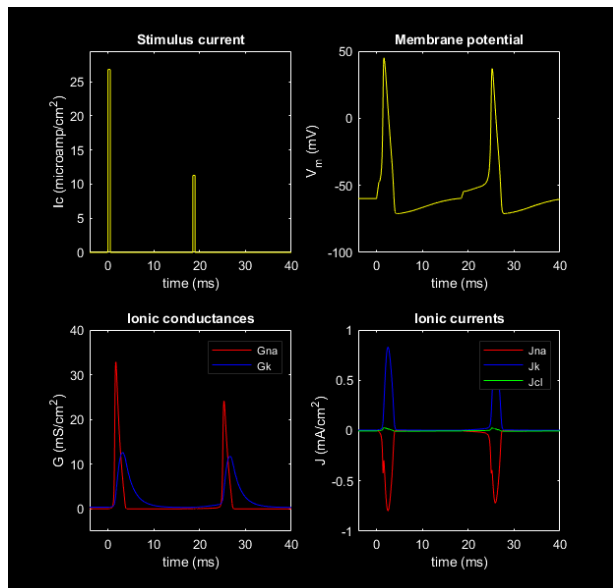 Stimulus current
Ic (microamp/cm²)
25
20
15
10
5
0
0 10 20 30 40
time (ms)
Membrane potential
Vₘ (mV)
50
0
-50
-100
0 10 20 30 40
time (ms)
Ionic conductances
G (mS/cm²)
40
30
20
10
0
Gna
Gk
0 10 20 30 40
time (ms)
Ionic currents
J (mA/cm²)
1
0.5
0
-0.5
-1
Jna
Jk
Jcl
0 10 20 30 40
time (ms)